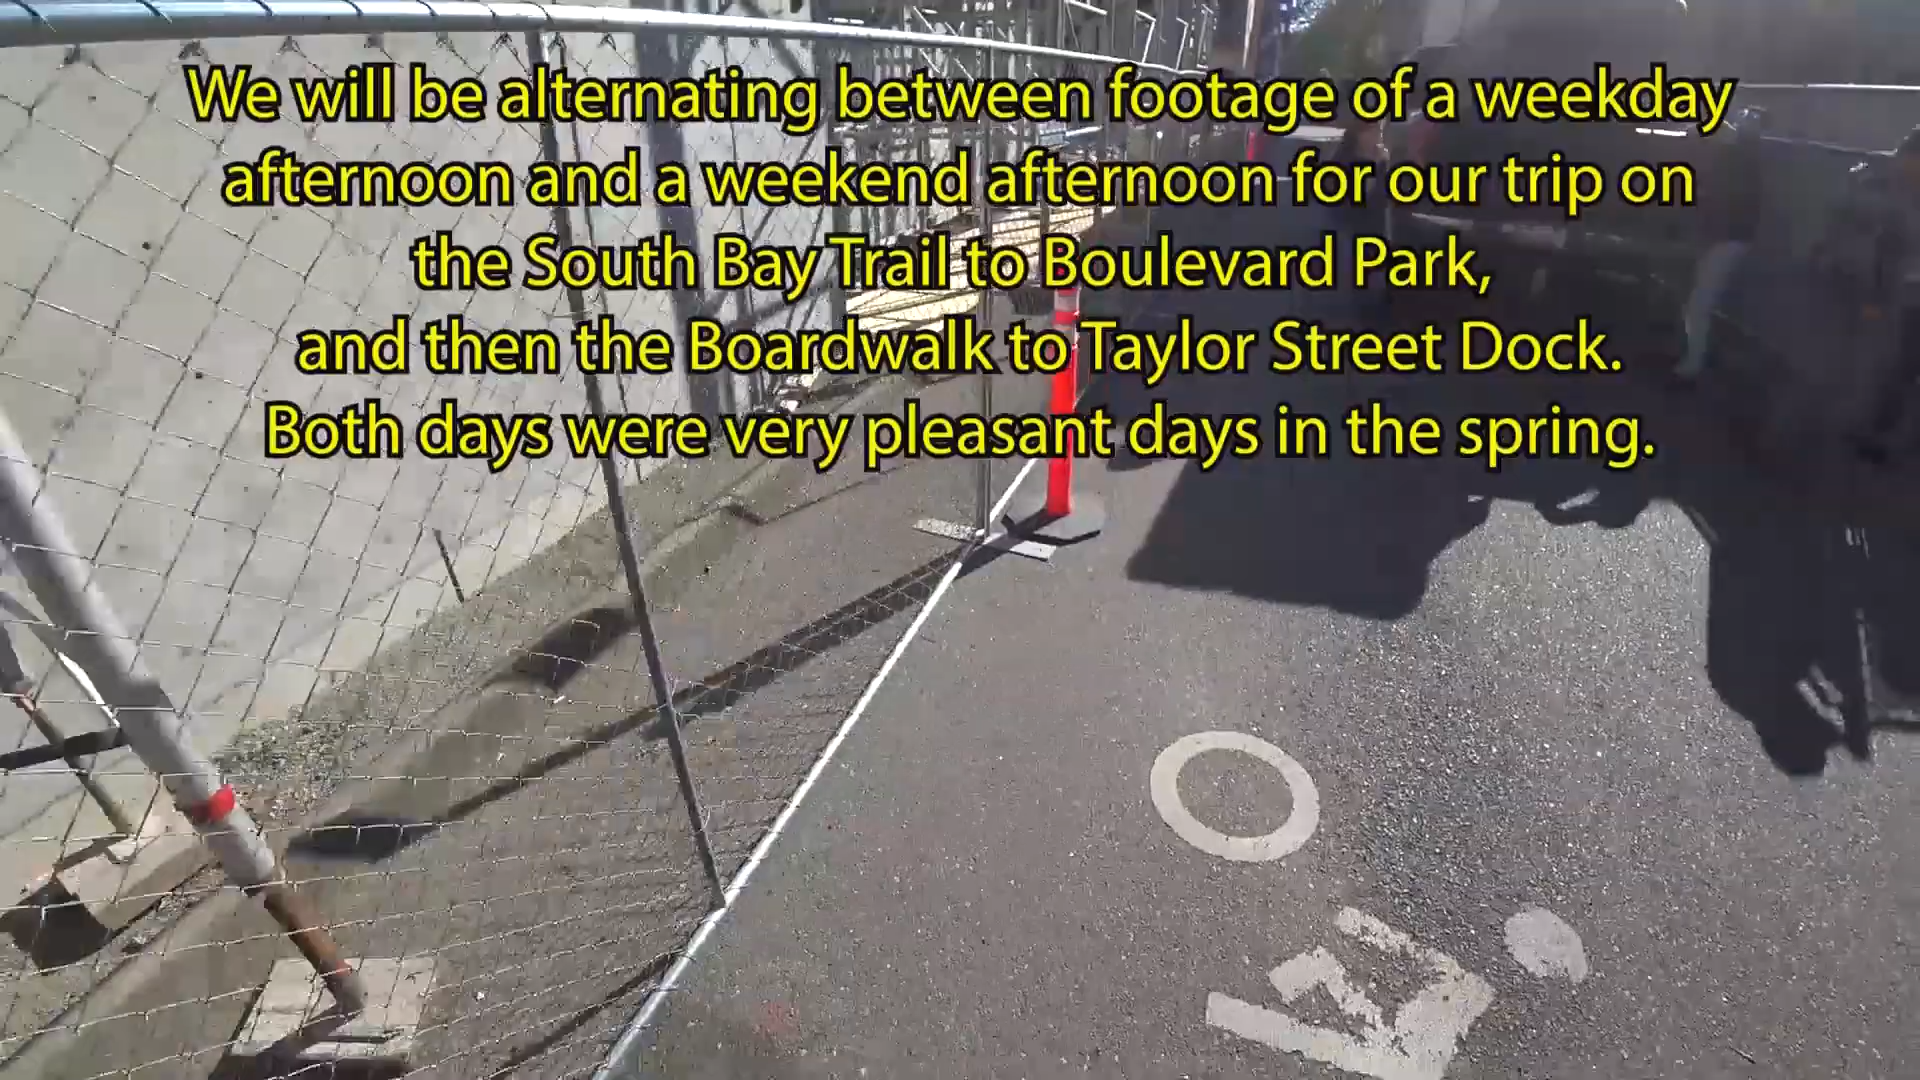 We will be alternating between footage of a weekday
afternoon and a weekend afternoon for our trip on
the South Bay Trail to Boulevard Park,
and then the Boardwalk to Taylor Street Dock.
Both days were very pleasant days in the spring.